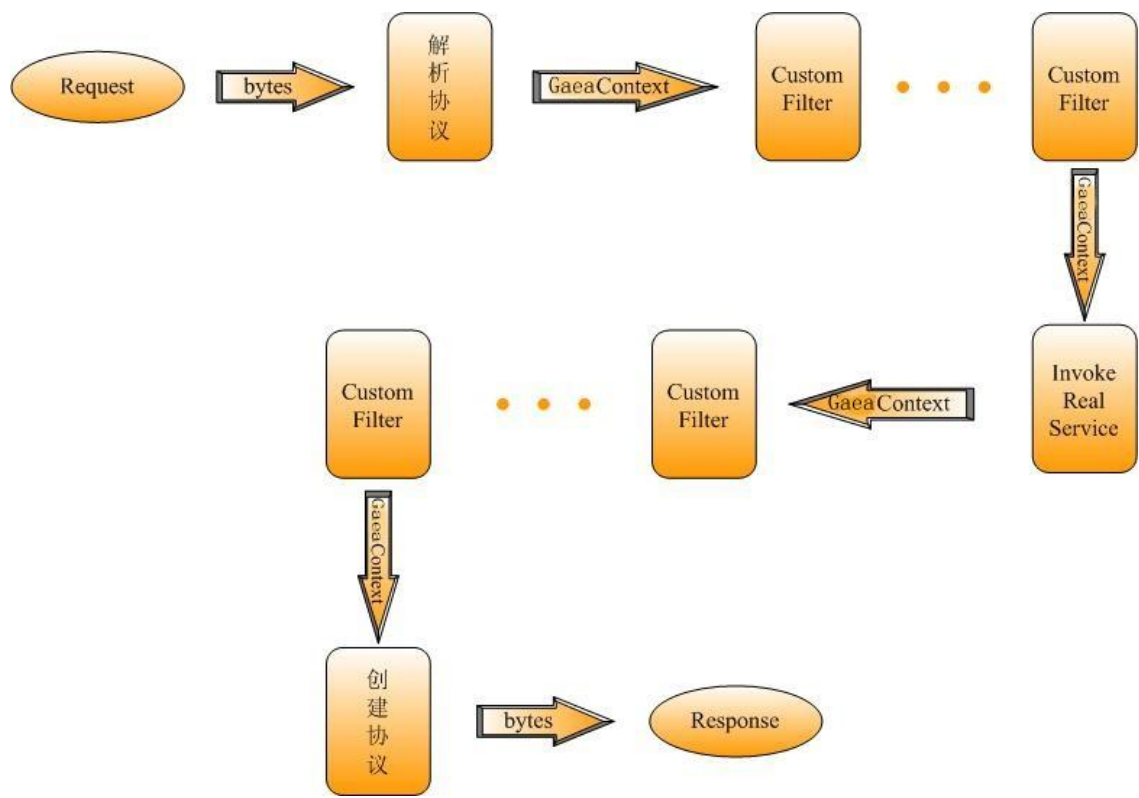 Request
bytes
解析协议
GaeaContext
Custom
Filter
Custom
Filter
GaeaContext
Invoke
Real
Service
GaeaContext
Custom
Filter
Custom
Filter
GaeaContext
创建协议
bytes
Response